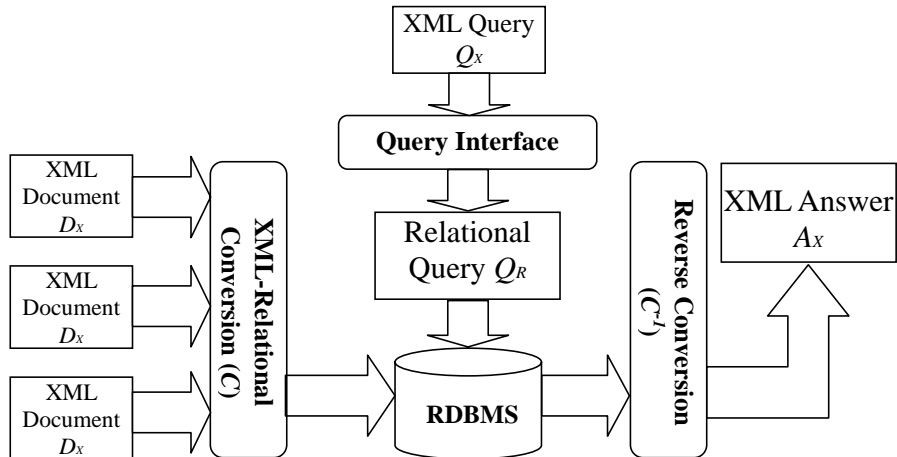 XML Query
Qx
Query Interface
XML
Document
Dx
XML
Document
Dx
XML
Document
Dx
XML-Relational
Conversion (C)
Relational
Query QR
RDBMS
Reverse Conversion
(C-1)
XML Answer
Ax